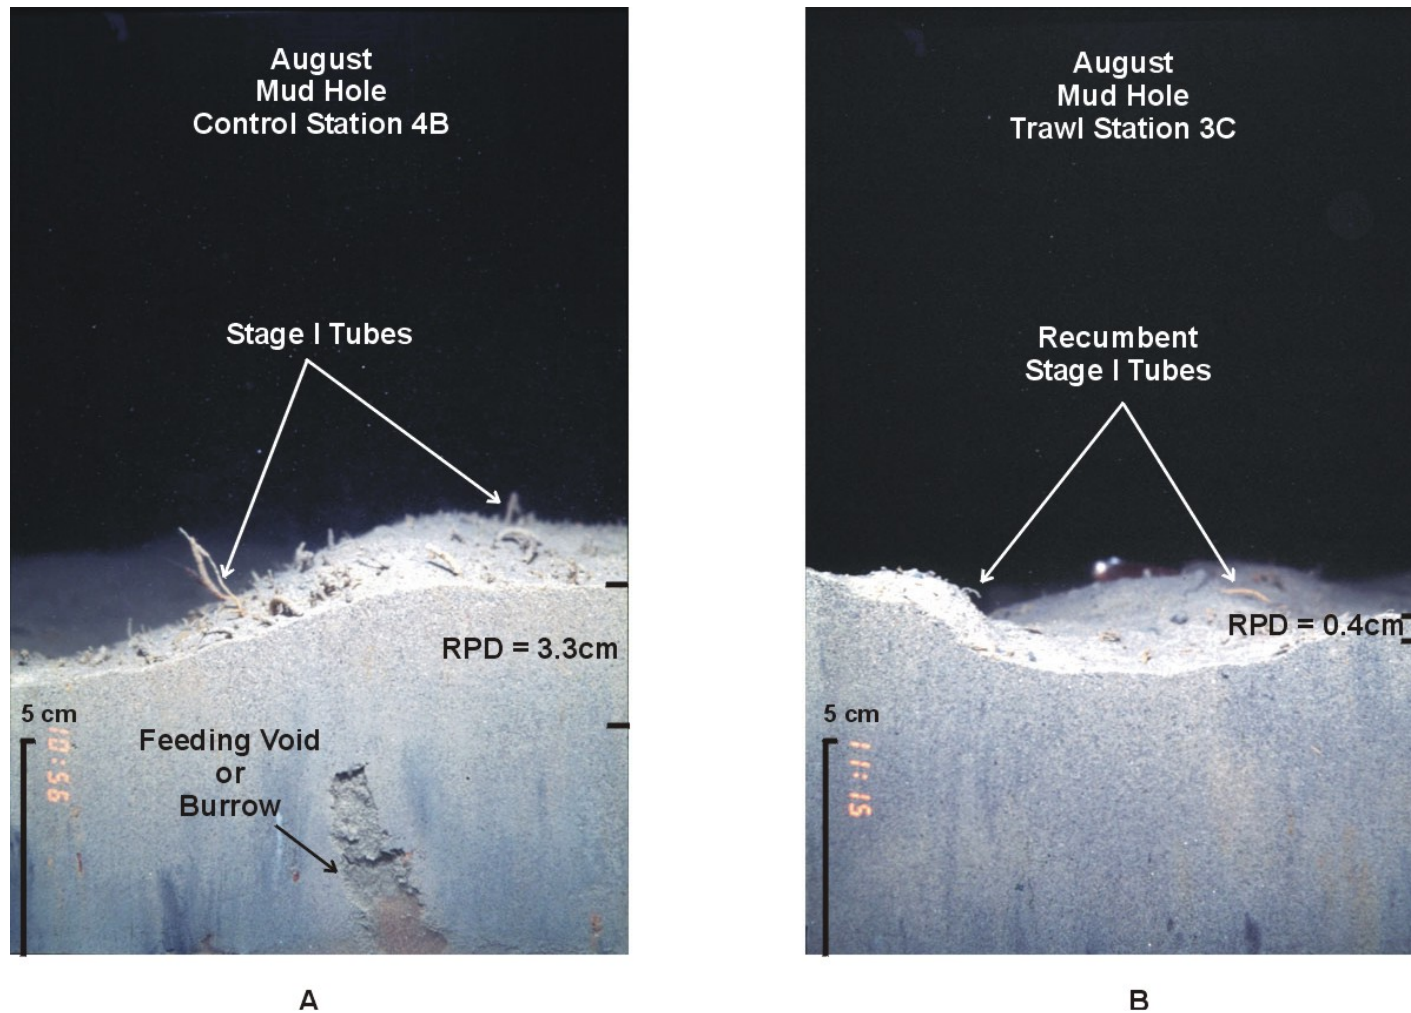 August
Mud Hole
Control Station 4B
Stage I Tubes
RPD = 3.3cm
5 cm
10:56
Feeding Void
or
Burrow
A
August
Mud Hole
Trawl Station 3C
Recumbent
Stage I Tubes
RPD = 0.4cm
5 cm
11:15
B